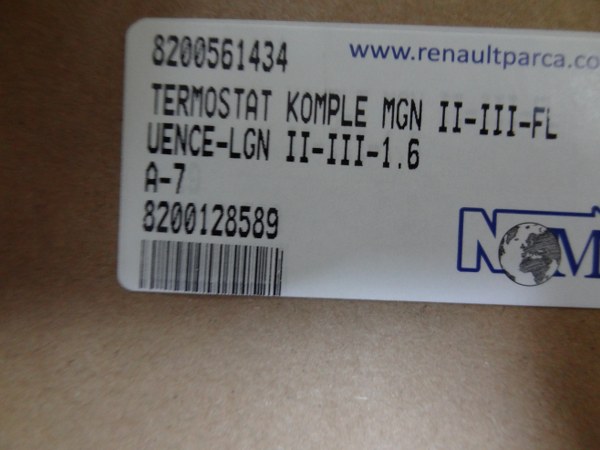 8200561434
www.renaultparca.co
TERMOSTAT KOMPLE MGN II-III-FL
UENCE-LGN II-III-1.6
A-7
8200128589